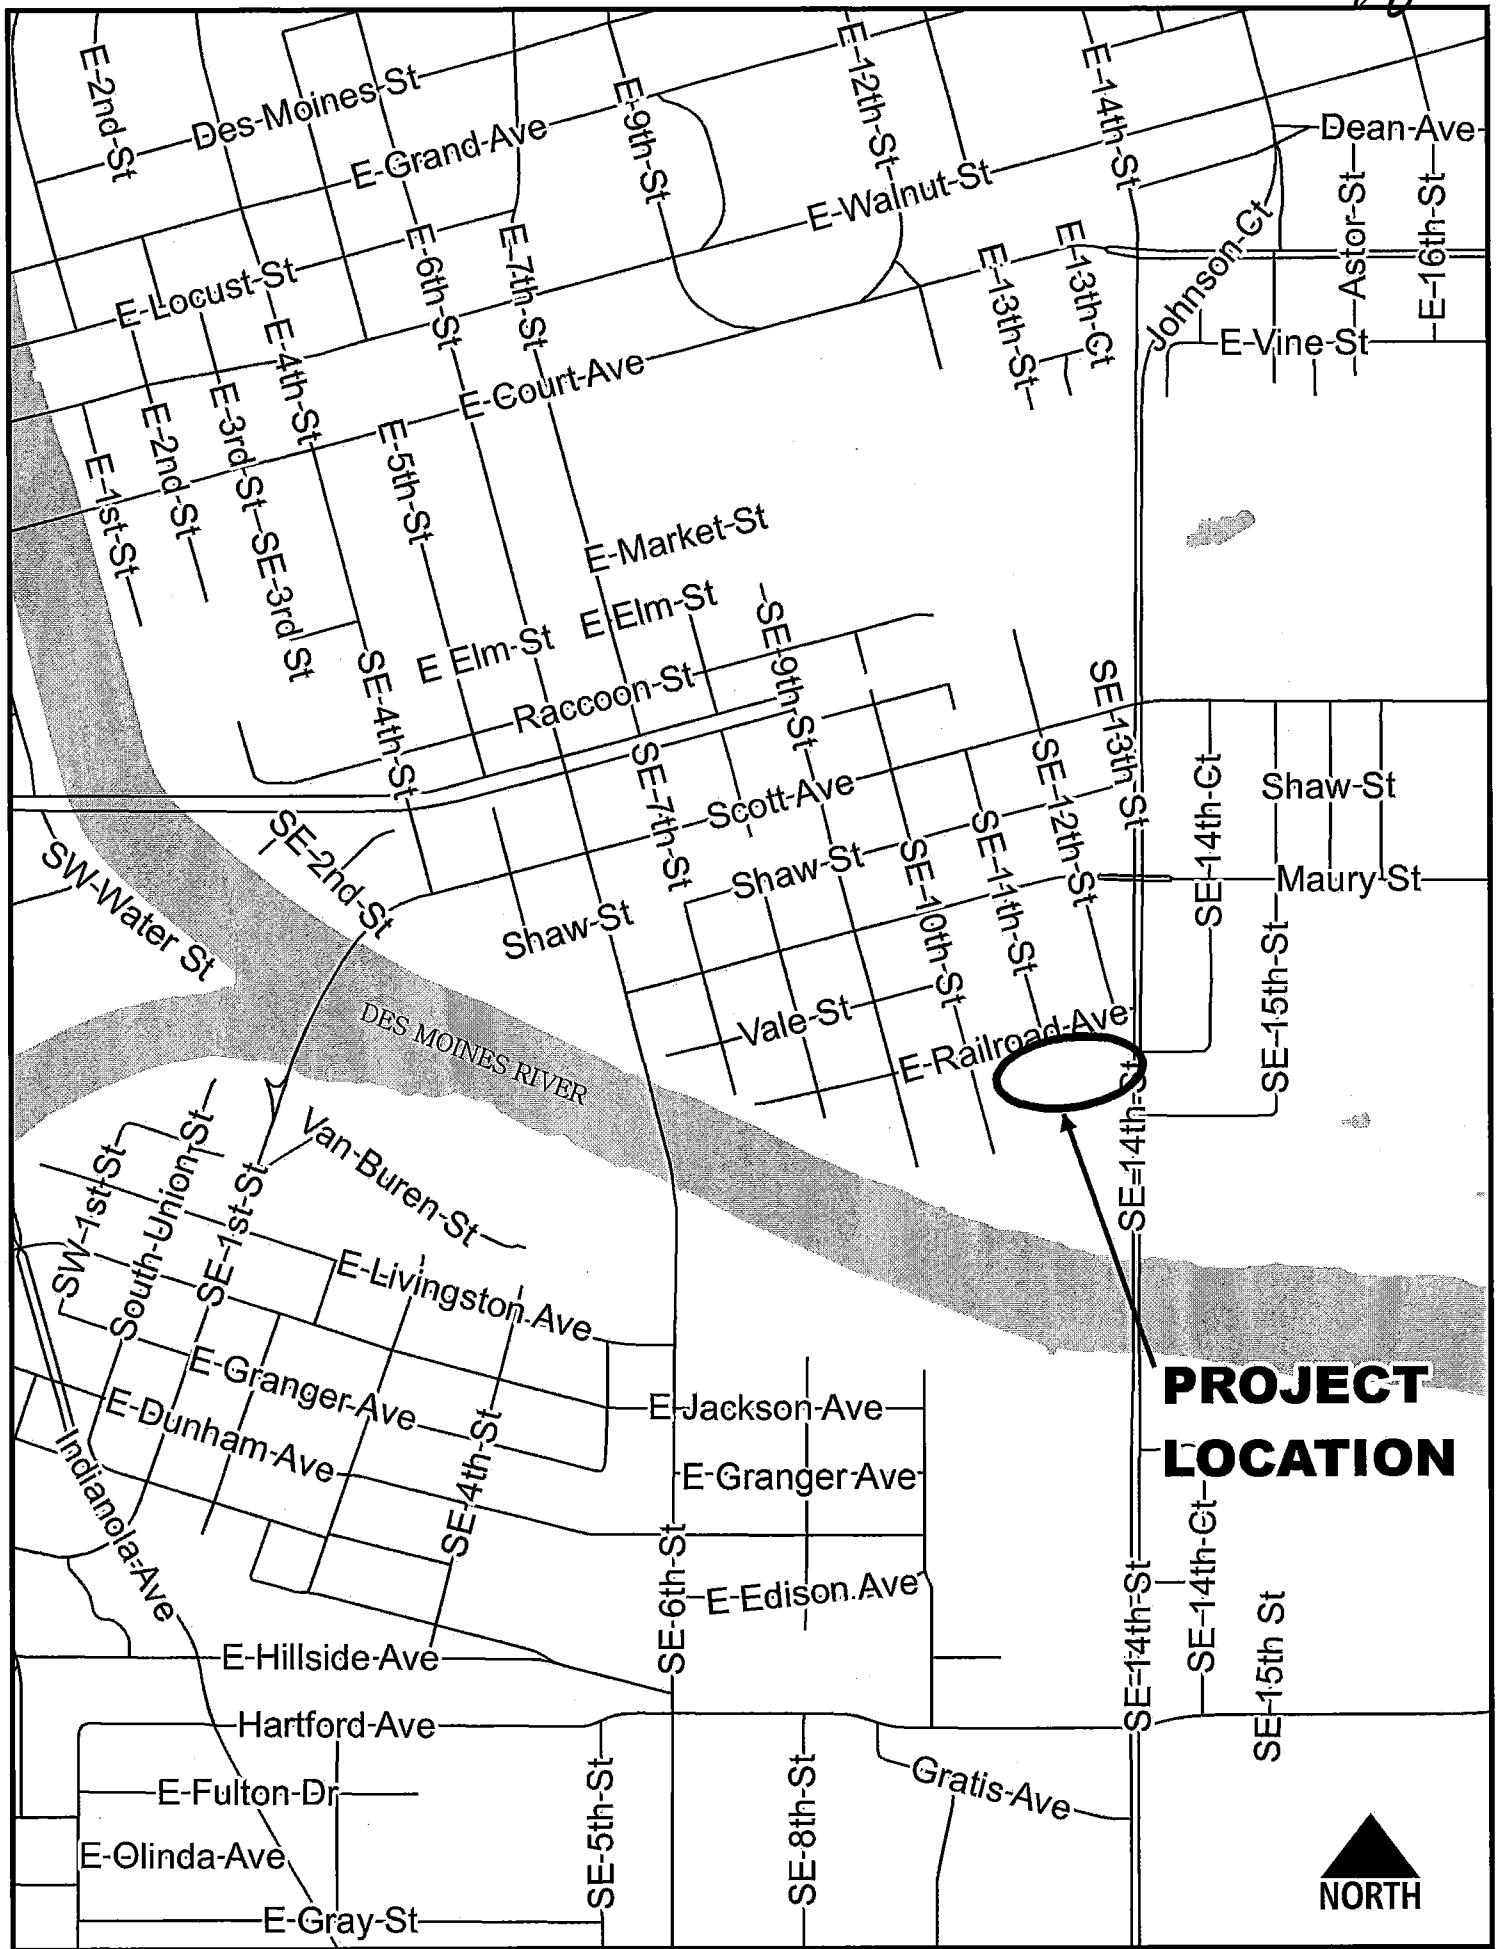 E-2nd-St
Des-Moines-St
E-Grand-Ave
E-9th-St
E-12th-St
E-14th-St
Dean-Ave
E-Walnut-St
Astor-St
E-16th-St
E-Locust-St
E-4th-St
E-6th-St
E-7th-St
E-13th-St
E-13th-Ct
Johnson-Ct
E-Vine-St
E-Court-Ave
E-1st-St
E-2nd-St
E-3rd-St
SE-3rd St
E-5th-St
E-Market-St
E Elm-St
E-Elm-St
SE-4th-St
Raccoon-St
SE-9th-St
SE-13th-St
SE-2nd-St
SE-7th-St
Scott-Ave
SE-12th-St
SE-14th-Ct
Shaw-St
SW-Water St
Shaw-St
Shaw-St
SE-10th-St
SE-11th-St
Maury-St
SE-15th-St
DES MOINES RIVER
Vale-St
E-Railroad-Ave
SE-14th-St
Van-Buren-St
SW-1st-St
South-Union-St
SE-1st-St
E-Livingston Ave
E-Granger-Ave
E-Dunham-Ave
SE-4th-St
Indianola-Ave
E-Jackson-Ave
E-Granger-Ave
PROJECT
LOCATION
SE-6th-St
E-Edison Ave
SE-14th-St
SE-14th-Ct
SE-15th St
E-Hillside-Ave
Hartford-Ave
E-Fulton-Dr
SE-5th-St
SE-8th-St
Gratis-Ave
E-Olinda-Ave
E-Gray-St
NORTH